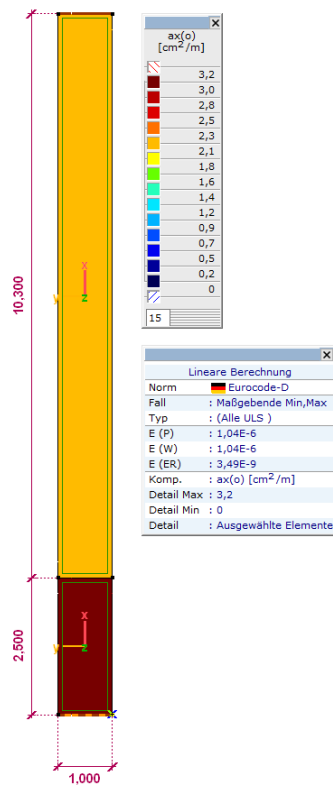 ax(o)
[cm²/m]
3,2
3,0
2,8
2,5
2,3
2,1
1,8
1,6
1,4
1,2
0,9
0,7
0,5
0,2
0
15
10,300
x
y
z
Lineare Berechnung
Norm Eurocode-D
Fall : Maßgebende Min,Max
Typ : (Alle ULS )
E (P) : 1,04E-6
E (W) : 1,04E-6
E (ER) : 3,49E-9
Komp. : ax(o) [cm²/m]
Detail Max : 3,2
Detail Min : 0
Detail : Ausgewählte Elemente
2,500
x
y
z
1,000